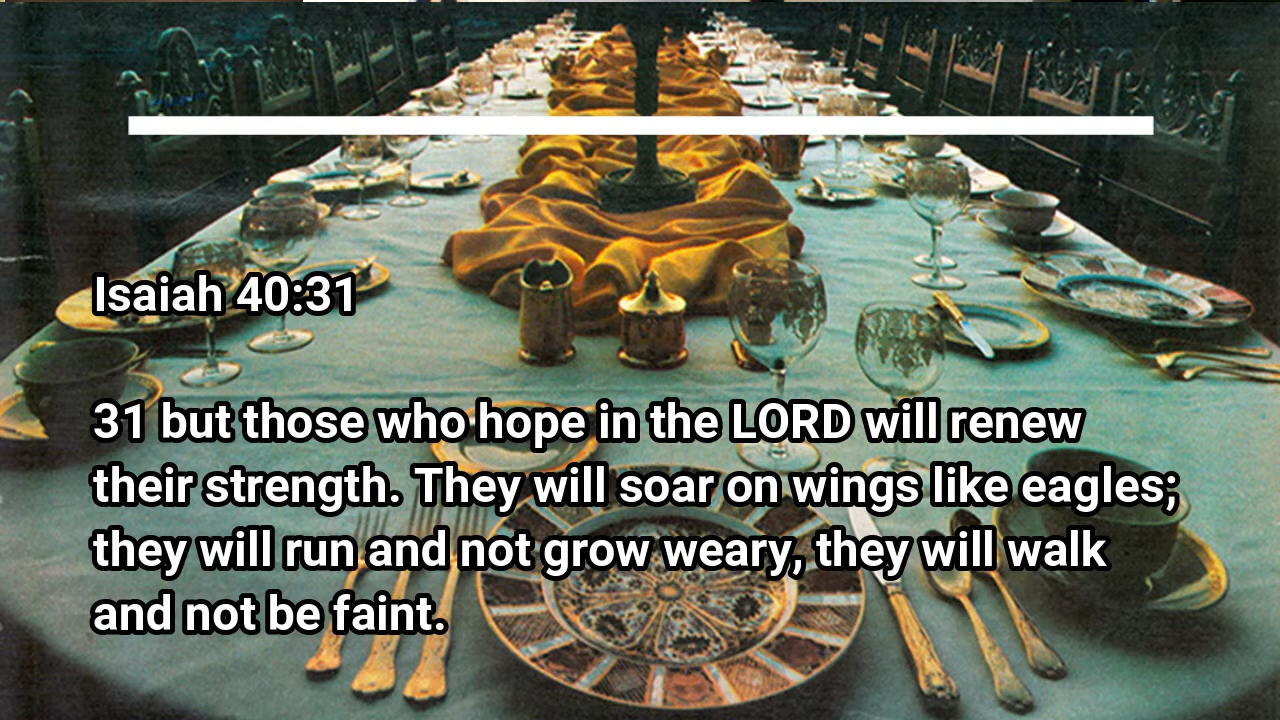 Isaiah 40:31
31 but those who hope in the LORD will renew
their strength. They will soar on wings like eagles;
they will run and not grow weary, they will walk
and not be faint.